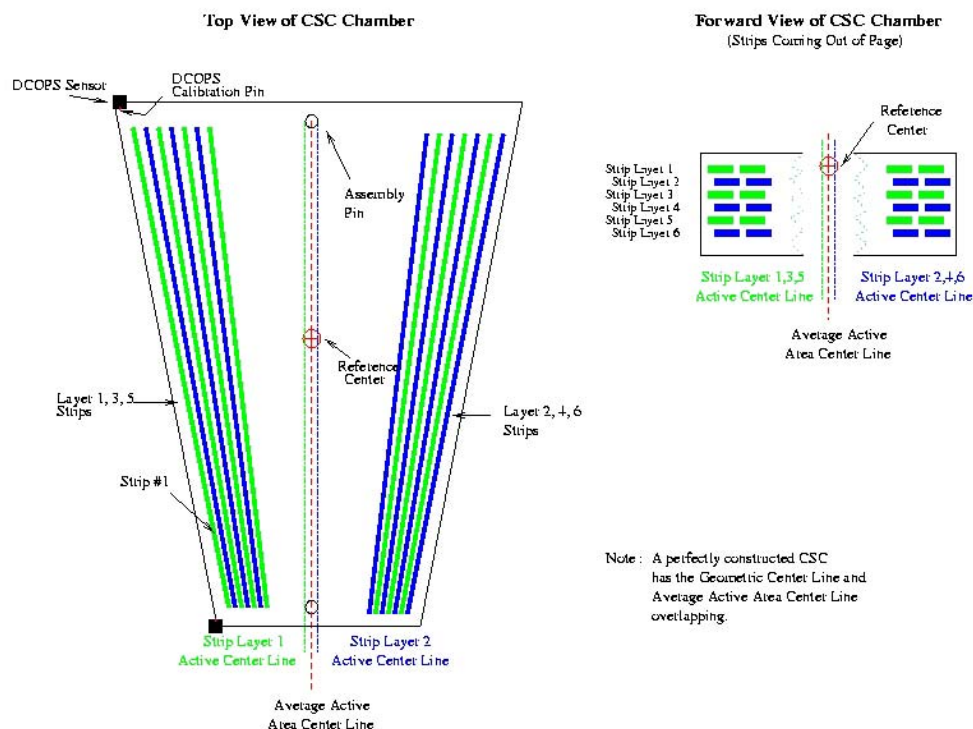 Top View of CSC Chamber
DCOPS Sensor
DCOPS
Calibration Pin
Assembly
Pin
Reference
Center
Layer 1, 3, 5
Strips
Layer 2, 4, 6
Strips
Strip #1
Strip Layer 1
Active Center Line
Strip Layer 2
Active Center Line
Average Active
Area Center Line
Forward View of CSC Chamber
(Strips Coming Out of Page)
Reference
Center
Strip Layer 1
Strip Layer 2
Strip Layer 3
Strip Layer 4
Strip Layer 5
Strip Layer 6
Strip Layer 1,3,5
Active Center Line
Strip Layer 2,4,6
Active Center Line
Average Active
Area Center Line
Note : A perfectly constructed CSC
has the Geometric Center Line and
Average Active Area Center Line
overlapping.